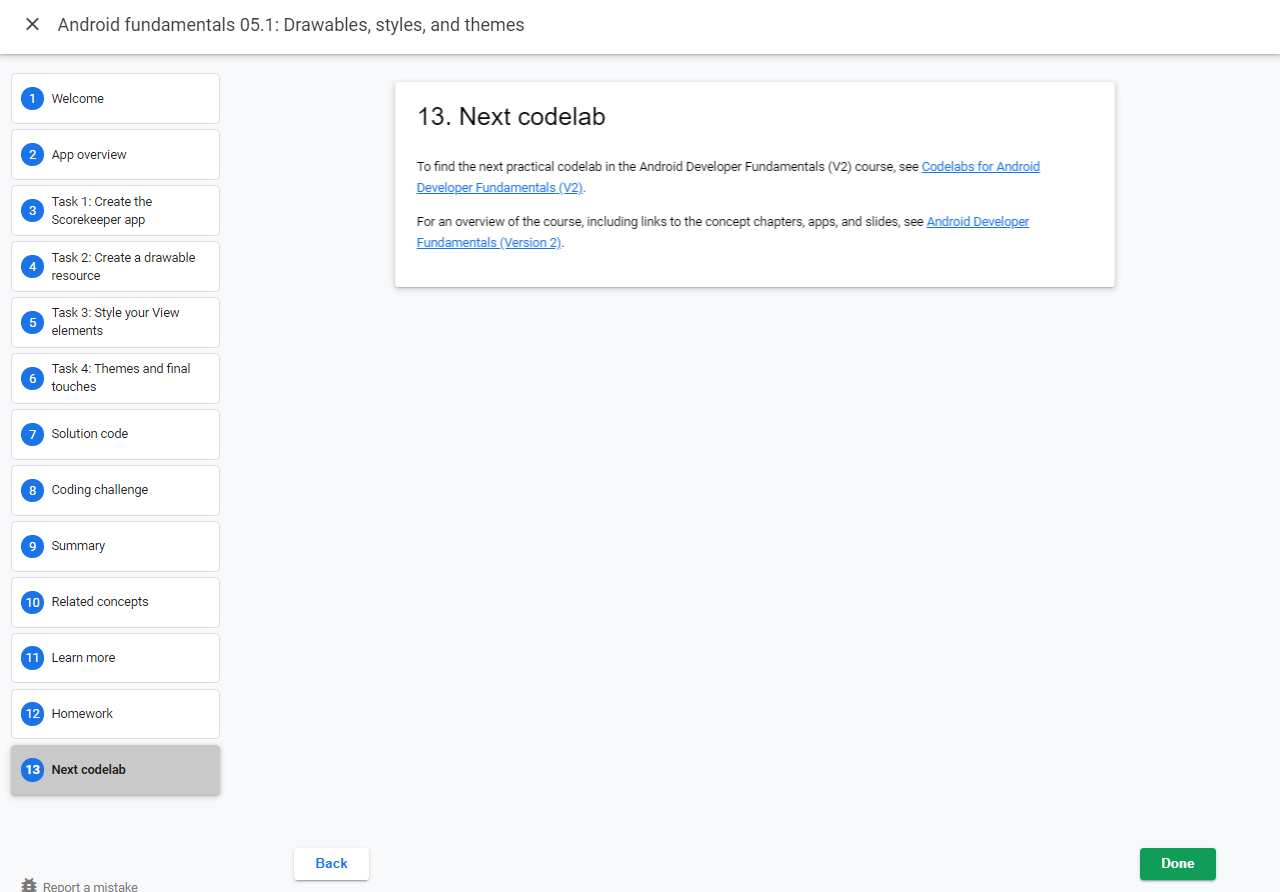 Android fundamentals 05.1: Drawables, styles, and themes
1 Welcome
2 App overview
3 Task 1: Create the
Scorekeeper app
4 Task 2: Create a drawable
resource
5 Task 3: Style your View
elements
6 Task 4: Themes and final
touches
7 Solution code
8 Coding challenge
9 Summary
10 Related concepts
11 Learn more
12 Homework
13 Next codelab
13. Next codelab
To find the next practical codelab in the Android Developer Fundamentals (V2) course, see Codelabs for Android
Developer Fundamentals (V2).
For an overview of the course, including links to the concept chapters, apps, and slides, see Android Developer
Fundamentals (Version 2).
Back
Done
Report a mistake